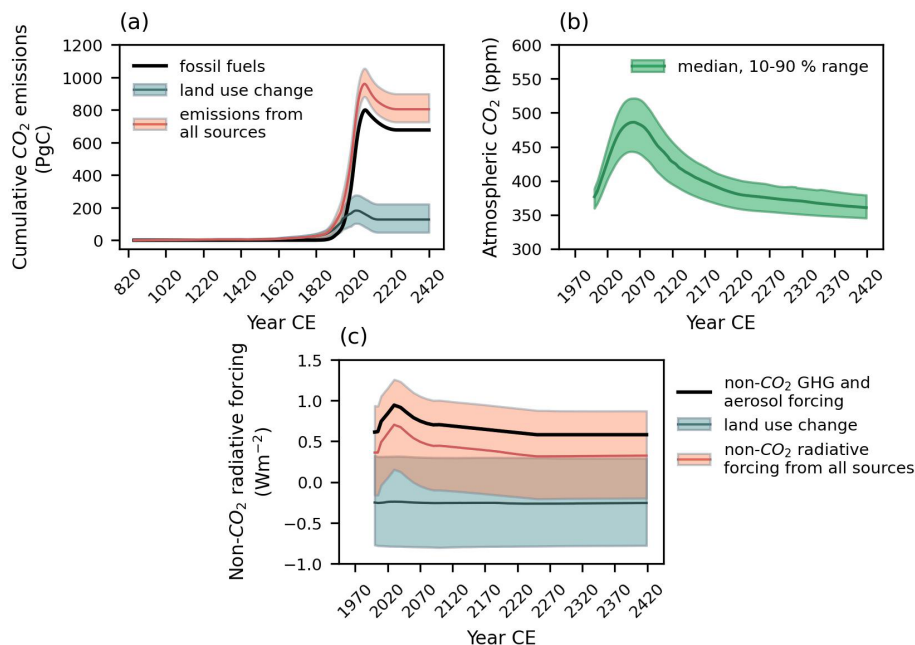 (a)
Cumulative CO2 emissions
(PgC)
1200
1000
800
600
400
200
0
fossil fuels
land use change
emissions from
all sources
820
1020
1220
1420
1620
1820
2020
2220
2420
Year CE
(b)
Atmospheric CO2 (ppm)
600
550
500
450
400
350
300
median, 10-90 % range
1970
2020
2070
2120
2170
2220
2270
2320
2370
2420
Year CE
(c)
Non-CO2 radiative forcing
(Wm−2)
1.5
1.0
0.5
0.0
−0.5
−1.0
1970
2020
2070
2120
2170
2220
2270
2320
2370
2420
Year CE
non-CO2 GHG and
aerosol forcing
land use change
non-CO2 radiative
forcing from all sources